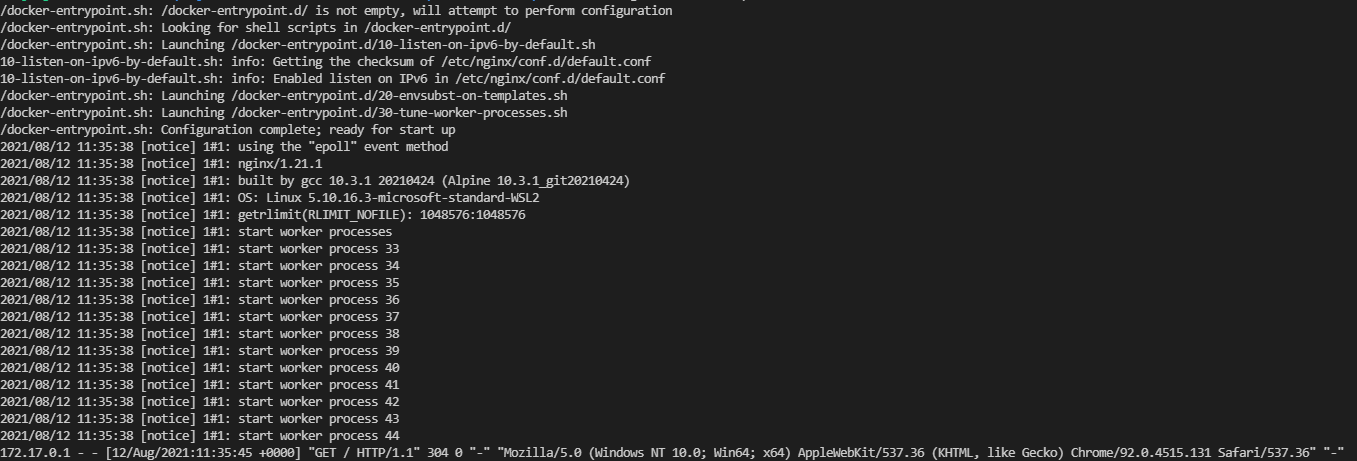 /docker-entrypoint.sh: /docker-entrypoint.d/ is not empty, will attempt to perform configuration
/docker-entrypoint.sh: Looking for shell scripts in /docker-entrypoint.d/
/docker-entrypoint.sh: Launching /docker-entrypoint.d/10-listen-on-ipv6-by-default.sh
10-listen-on-ipv6-by-default.sh: info: Getting the checksum of /etc/nginx/conf.d/default.conf
10-listen-on-ipv6-by-default.sh: info: Enabled listen on IPv6 in /etc/nginx/conf.d/default.conf
/docker-entrypoint.sh: Launching /docker-entrypoint.d/20-envsubst-on-templates.sh
/docker-entrypoint.sh: Launching /docker-entrypoint.d/30-tune-worker-processes.sh
/docker-entrypoint.sh: Configuration complete; ready for start up
2021/08/12 11:35:38 [notice] 1#1: using the "epoll" event method
2021/08/12 11:35:38 [notice] 1#1: nginx/1.21.1
2021/08/12 11:35:38 [notice] 1#1: built by gcc 10.3.1 20210424 (Alpine 10.3.1_git20210424)
2021/08/12 11:35:38 [notice] 1#1: OS: Linux 5.10.16.3-microsoft-standard-WSL2
2021/08/12 11:35:38 [notice] 1#1: getrlimit(RLIMIT_NOFILE): 1048576:1048576
2021/08/12 11:35:38 [notice] 1#1: start worker processes
2021/08/12 11:35:38 [notice] 1#1: start worker process 33
2021/08/12 11:35:38 [notice] 1#1: start worker process 34
2021/08/12 11:35:38 [notice] 1#1: start worker process 35
2021/08/12 11:35:38 [notice] 1#1: start worker process 36
2021/08/12 11:35:38 [notice] 1#1: start worker process 37
2021/08/12 11:35:38 [notice] 1#1: start worker process 38
2021/08/12 11:35:38 [notice] 1#1: start worker process 39
2021/08/12 11:35:38 [notice] 1#1: start worker process 40
2021/08/12 11:35:38 [notice] 1#1: start worker process 41
2021/08/12 11:35:38 [notice] 1#1: start worker process 42
2021/08/12 11:35:38 [notice] 1#1: start worker process 43
2021/08/12 11:35:38 [notice] 1#1: start worker process 44
172.17.0.1 - - [12/Aug/2021:11:35:45 +0000] "GET / HTTP/1.1" 304 0 "-" "Mozilla/5.0 (Windows NT 10.0; Win64; x64) AppleWebKit/537.36 (KHTML, like Gecko) Chrome/92.0.4515.131 Safari/537.36" "-"